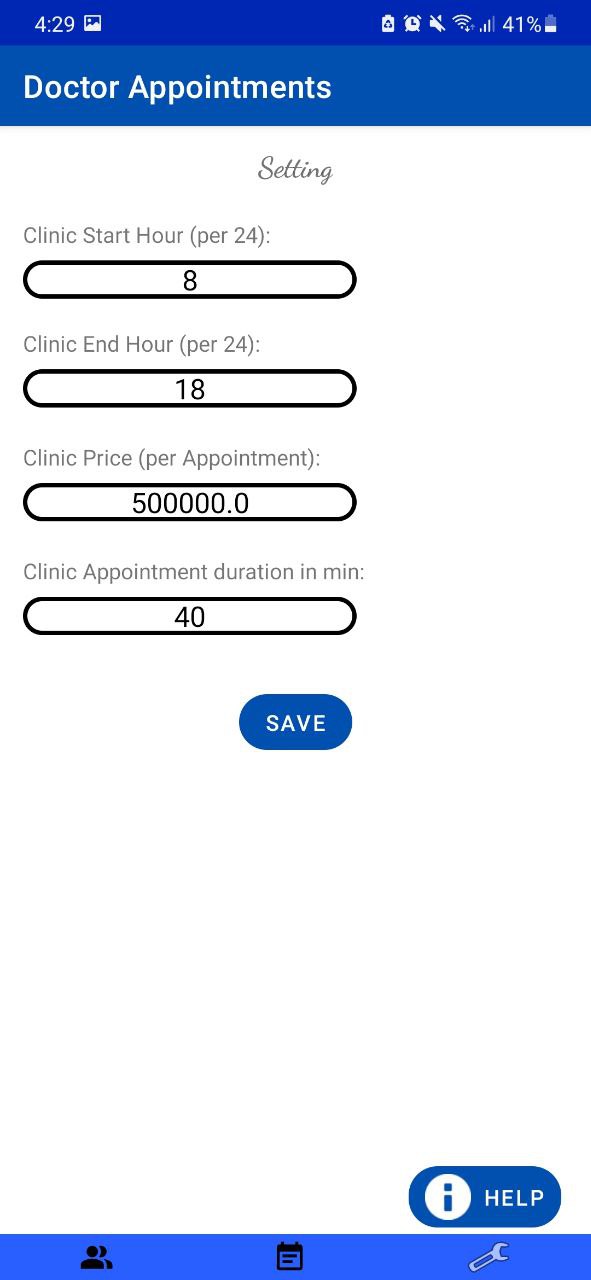 4:29 41%
Doctor Appointments
Setting
Clinic Start Hour (per 24):
8
Clinic End Hour (per 24):
18
Clinic Price (per Appointment):
500000.0
Clinic Appointment duration in min:
40
SAVE
HELP